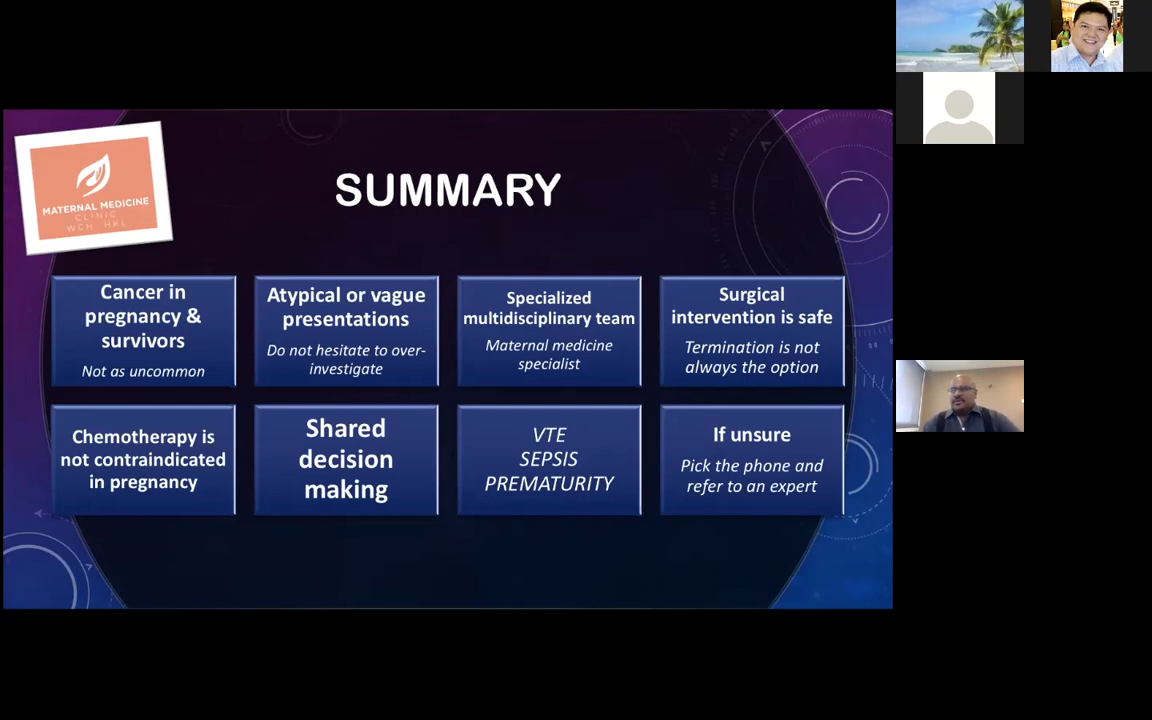 MATERNAL MEDICINE
CLINIC
WCH HKL
SUMMARY
Cancer in
pregnancy &
survivors
Not as uncommon
Atypical or vague
presentations
Do not hesitate to over-
investigate
Specialized
multidisciplinary team
Maternal medicine
specialist
Surgical
intervention is safe
Termination is not
always the option
Chemotherapy is
not contraindicated
in pregnancy
Shared
decision
making
VTE
SEPSIS
PREMATURITY
If unsure
Pick the phone and
refer to an expert